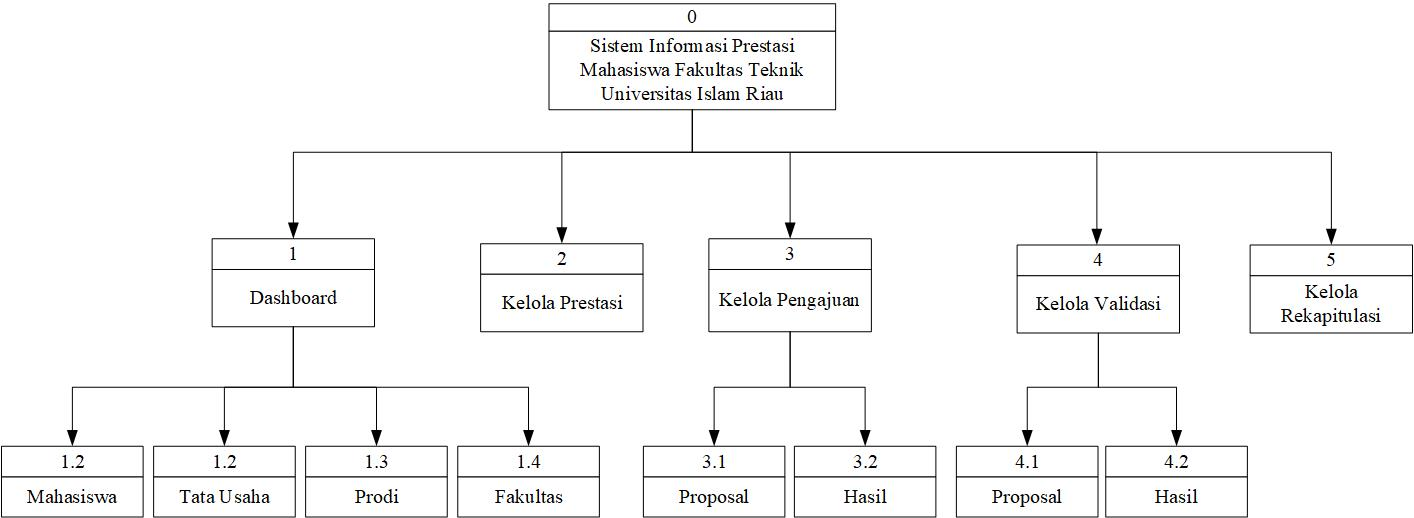 0
Sistem Informasi Prestasi
Mahasiswa Fakultas Teknik
Universitas Islam Riau
1
Dashboard
2
Kelola Prestasi
3
Kelola Pengajuan
4
Kelola Validasi
5
Kelola
Rekapitulasi
1.2
Mahasiswa
1.2
Tata Usaha
1.3
Prodi
1.4
Fakultas
3.1
Proposal
3.2
Hasil
4.1
Proposal
4.2
Hasil